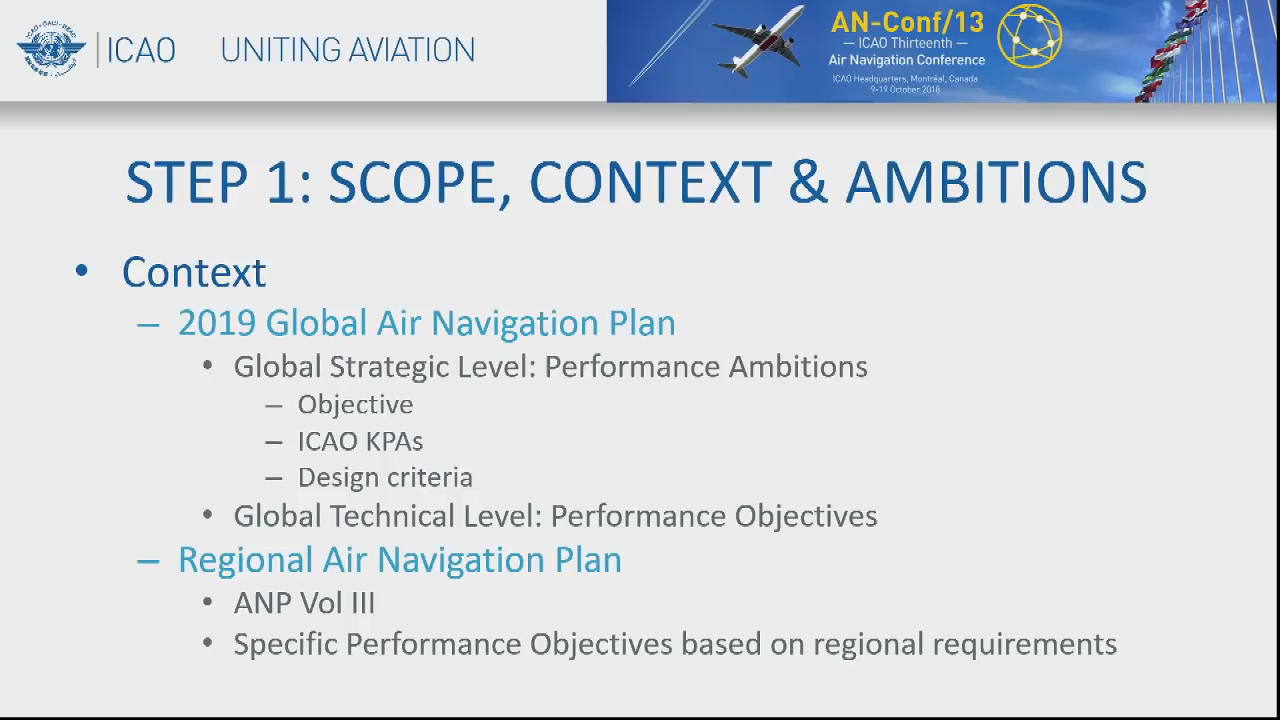 ICAO
UNITING AVIATION
AN-Conf/13
— ICAO Thirteenth —
Air Navigation Conference
ICAO Headquarters, Montréal, Canada
9-19 October 2018
STEP 1: SCOPE, CONTEXT & AMBITIONS
• Context
– 2019 Global Air Navigation Plan
• Global Strategic Level: Performance Ambitions
– Objective
– ICAO KPAs
– Design criteria
• Global Technical Level: Performance Objectives
– Regional Air Navigation Plan
• ANP Vol III
• Specific Performance Objectives based on regional requirements